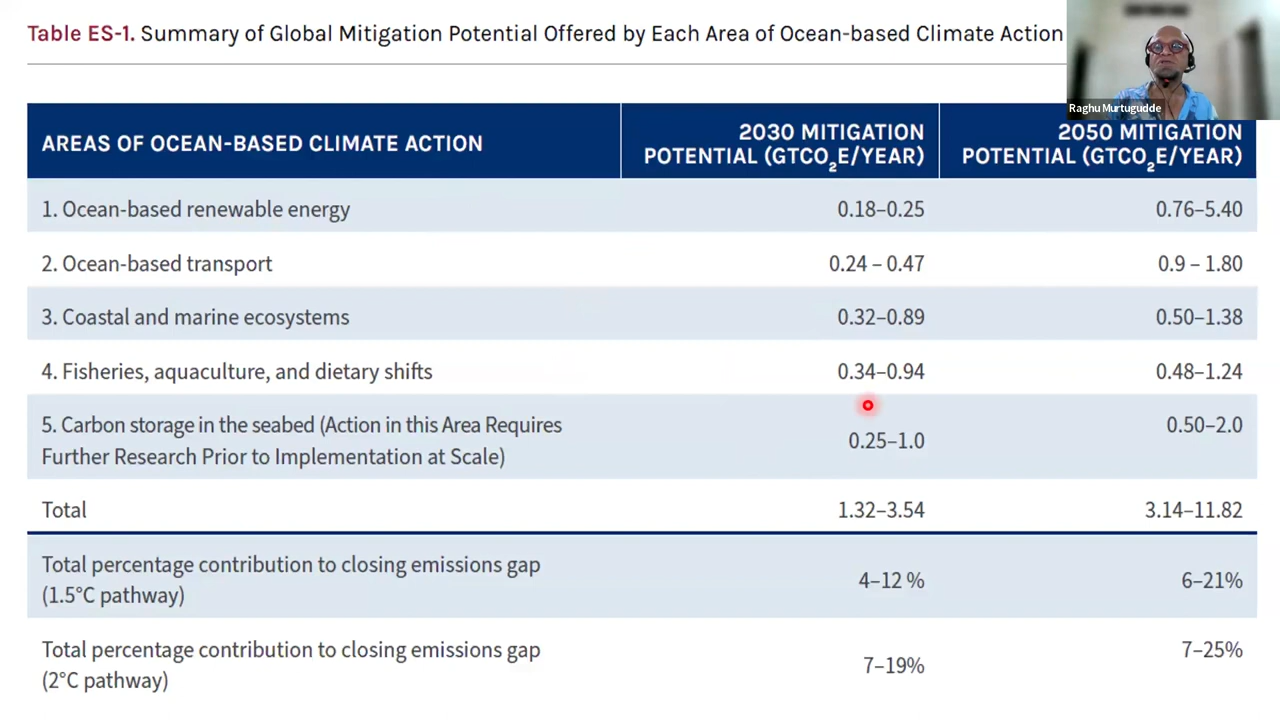 Table ES-1. Summary of Global Mitigation Potential Offered by Each Area of Ocean-based Climate Action
Raghu Murtugudde
AREAS OF OCEAN-BASED CLIMATE ACTION
2030 MITIGATION
POTENTIAL (GTCO₂E/YEAR)
2050 MITIGATION
POTENTIAL (GTCO₂E/YEAR)
1. Ocean-based renewable energy 0.18–0.25 0.76–5.40
2. Ocean-based transport 0.24 – 0.47 0.9 – 1.80
3. Coastal and marine ecosystems 0.32–0.89 0.50–1.38
4. Fisheries, aquaculture, and dietary shifts 0.34–0.94 0.48–1.24
5. Carbon storage in the seabed (Action in this Area Requires
Further Research Prior to Implementation at Scale)
0.25–1.0 0.50–2.0
Total 1.32–3.54 3.14–11.82
Total percentage contribution to closing emissions gap
(1.5°C pathway)
4–12 % 6–21%
Total percentage contribution to closing emissions gap
(2°C pathway)
7–19% 7–25%